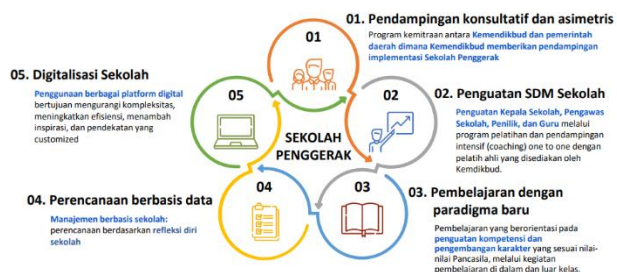 01. Pendampingan konsultatif dan asimetris
Program kemitraan antara Kemendikbud dan pemerintah
daerah dimana Kemendikbud memberikan pendampingan
implementasi Sekolah Penggerak
01
05. Digitalisasi Sekolah
Penggunaan berbagai platform digital
bertujuan mengurangi kompleksitas,
meningkatkan efisiensi, menambah
inspirasi, dan pendekatan yang
customized
05
02
02. Penguatan SDM Sekolah
Penguatan Kepala Sekolah, Pengawas
Sekolah, Penilik, dan Guru melalui
program pelatihan dan pendampingan
intensif (coaching) one to one dengan
pelatih ahli yang disediakan oleh
Kemdikbud.
SEKOLAH
PENGGERAK
04. Perencanaan berbasis data
Manajemen berbasis sekolah:
perencanaan berdasarkan refleksi diri
sekolah
04
03
03. Pembelajaran dengan
paradigma baru
Pembelajaran yang berorientasi pada
penguatan kompetensi dan
pengembangan karakter yang sesuai nilai-
nilai Pancasila, melalui kegiatan
pembelajaran di dalam dan luar kelas.